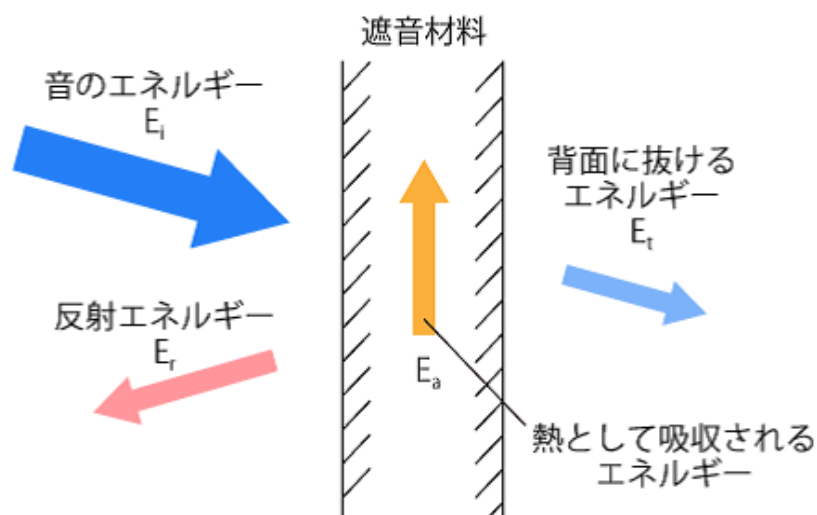 遮音材料
音のエネルギー
Ei
背面に抜ける
エネルギー
Et
反射エネルギー
Er
Ea
熱として吸収される
エネルギー